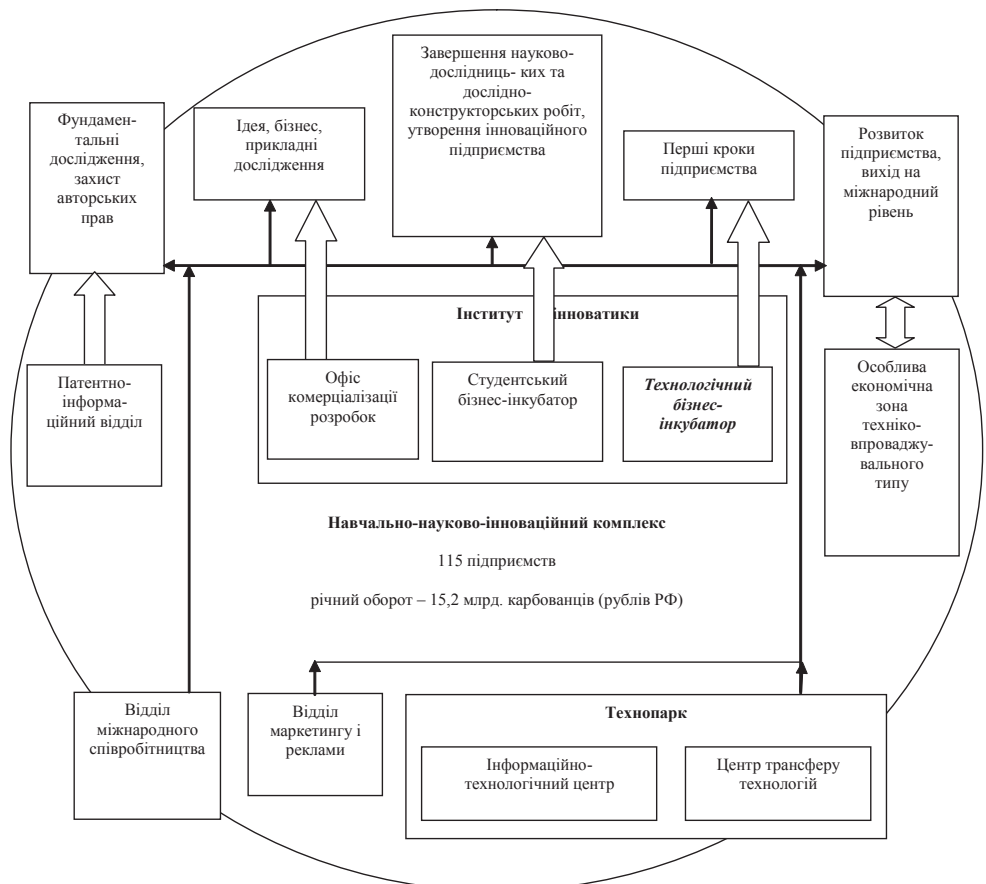 Завершення науково-
дослідниць- ких та
дослідно-
конструкторських робіт,
утворення інноваційного
підприємства
Фундамен-
тальні
дослідження,
захист
авторських
прав
Ідея, бізнес,
прикладні
дослідження
Перші кроки
підприємства
Розвиток
підприємства,
вихід на
міжнародний
рівень
Інститут інноватики
Патентно-
інформа-
ційний відділ
Офіс
комерціалізації
розробок
Студентський
бізнес-інкубатор
Технологічний
бізнес-
інкубатор
Особлива
економічна
зона
техніко-
впроваджу-
вального
типу
Навчально-науково-інноваційний комплекс
115 підприємств
річний оборот – 15,2 млрд. карбованців (рублів РФ)
Відділ
міжнародного
співробітництва
Відділ
маркетингу і
реклами
Технопарк
Інформаційно-
технологічний центр
Центр трансферу
технологій